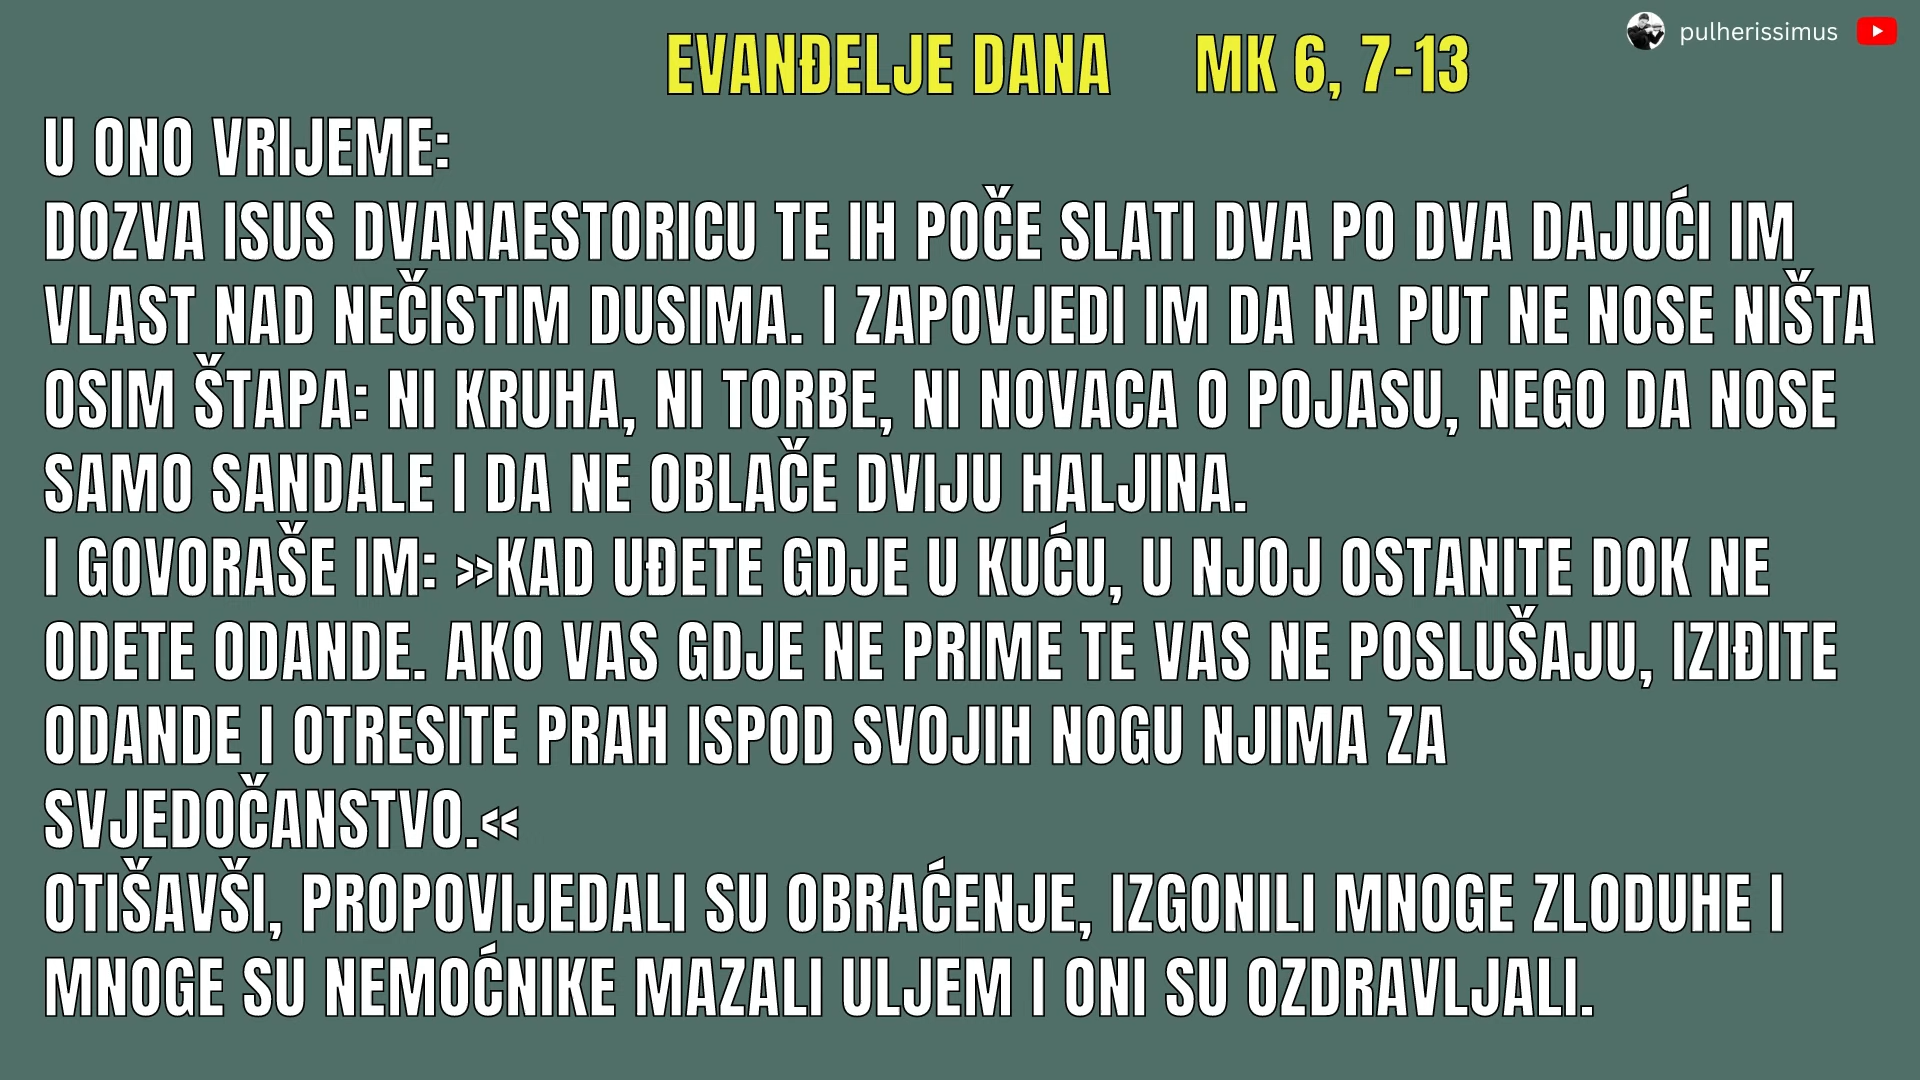 pulherissimus
EVANĐELJE DANA MK 6, 7-13
U ONO VRIJEME:
DOZVA ISUS DVANAESTORICU TE IH POČE SLATI DVA PO DVA DAJUĆI IM
VLAST NAD NEČISTIM DUSIMA. I ZAPOVJEDI IM DA NA PUT NE NOSE NIŠTA
OSIM ŠTAPA: NI KRUHA, NI TORBE, NI NOVACA O POJASU, NEGO DA NOSE
SAMO SANDALE I DA NE OBLAČE DVIJU HALJINA.
I GOVORAŠE IM: »KAD UĐETE GDJE U KUĆU, U NJOJ OSTANITE DOK NE
ODETE ODANDE. AKO VAS GDJE NE PRIME TE VAS NE POSLUŠAJU, IZIĐITE
ODANDE I OTRESITE PRAH ISPOD SVOJIH NOGU NJIMA ZA
SVJEDOČANSTVO.«
OTIŠAVŠI, PROPOVIJEDALI SU OBRAĆENJE, IZGONILI MNOGE ZLODUHE I
MNOGE SU NEMOĆNIKE MAZALI ULJEM I ONI SU OZDRAVLJALI.